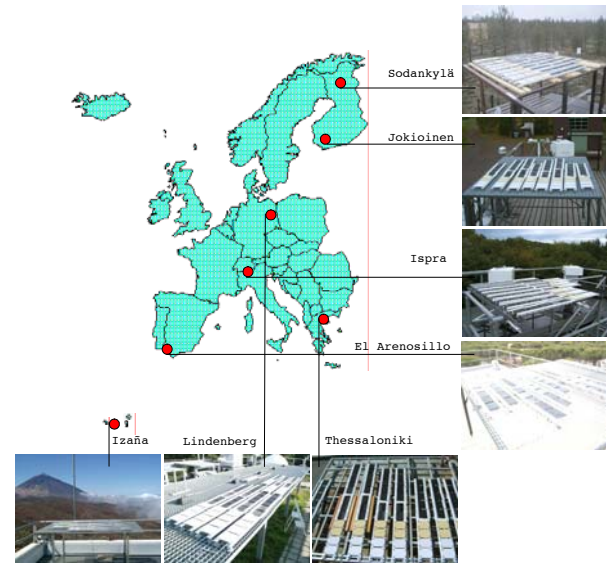 Sodankylä
Jokioinen
Ispra
El Arenosillo
Izaña
Lindenberg
Thessaloniki